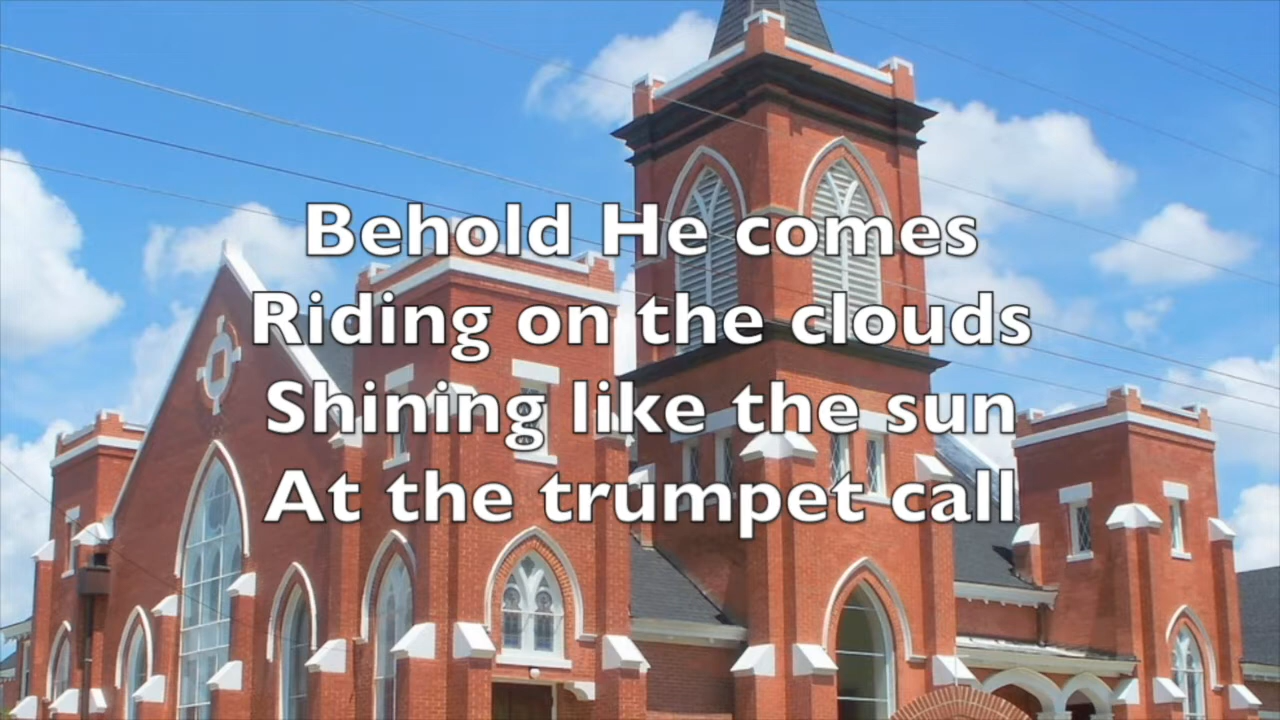 Behold He comes
Riding on the clouds
Shining like the sun
At the trumpet call